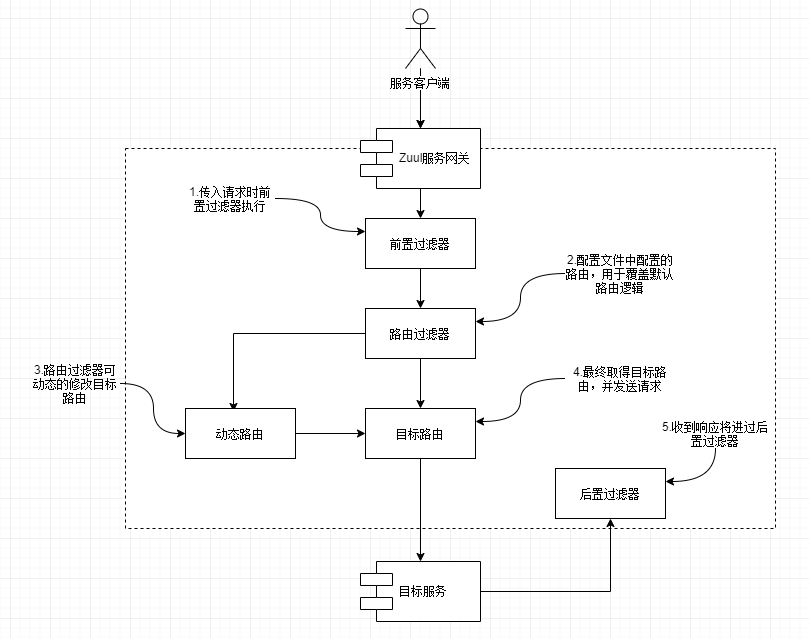 服务客户端
Zuul服务网关
1.传入请求时前
置过滤器执行
前置过滤器
2.配置文件中配置的
路由，用于覆盖默认
路由逻辑
路由过滤器
3.路由过滤器可
动态的修改目标
路由
4.最终取得目标路
由，并发送请求
动态路由
目标路由
5.收到响应将进过后
置过滤器
后置过滤器
目标服务